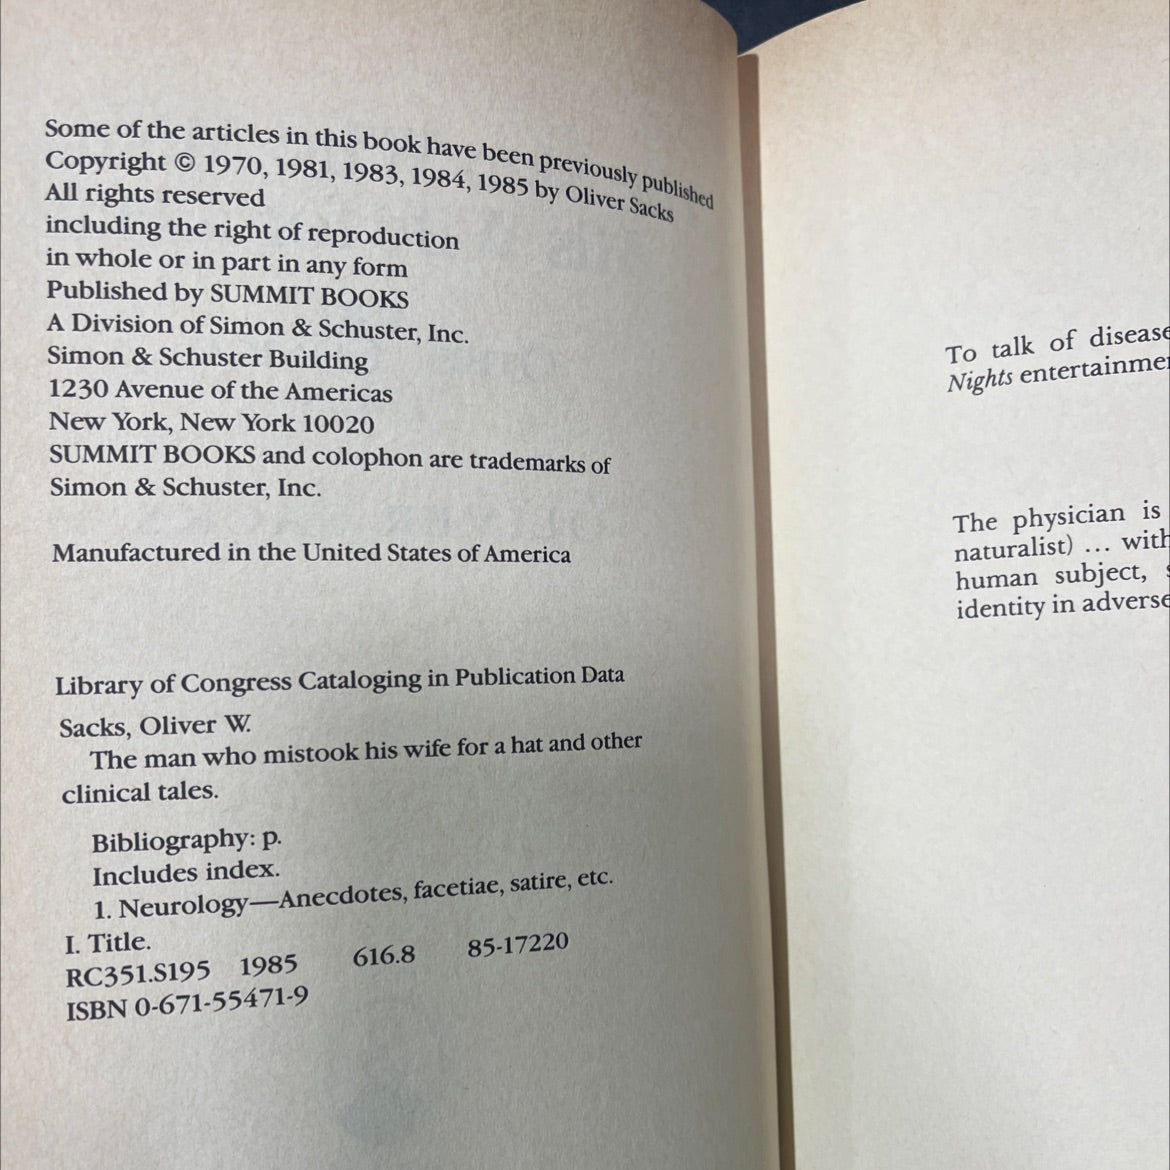 Some of the articles in this book have been previously published
Copyright © 1970, 1981, 1983, 1984, 1985 by Oliver Sacks
All rights reserved
including the right of reproduction
in whole or in part in any form
Published by SUMMIT BOOKS
A Division of Simon & Schuster, Inc.
Simon & Schuster Building
1230 Avenue of the Americas
New York, New York 10020
SUMMIT BOOKS and colophon are trademarks of
Simon & Schuster, Inc.
Manufactured in the United States of America
Library of Congress Cataloging in Publication Data
Sacks, Oliver W.
The man who mistook his wife for a hat and other
clinical tales.
Bibliography: p.
Includes index.
1. Neurology—Anecdotes, facetiae, satire, etc.
I. Title.
RC351.S195 1985 616.8 85-17220
ISBN 0-671-55471-9
To talk of disease
Nights
The physician is
naturalist) ... with
human subject,
identity in adverse